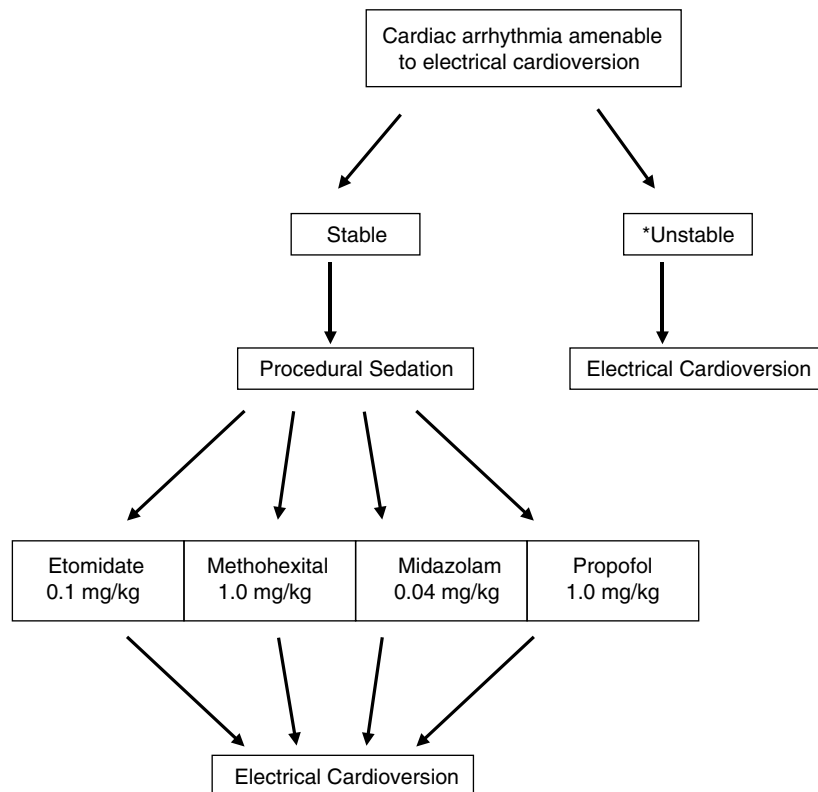 Cardiac arrhythmia amenable
to electrical cardioversion
Stable
*Unstable
Procedural Sedation
Electrical Cardioversion
Etomidate
0.1 mg/kg
Methohexital
1.0 mg/kg
Midazolam
0.04 mg/kg
Propofol
1.0 mg/kg
Electrical Cardioversion